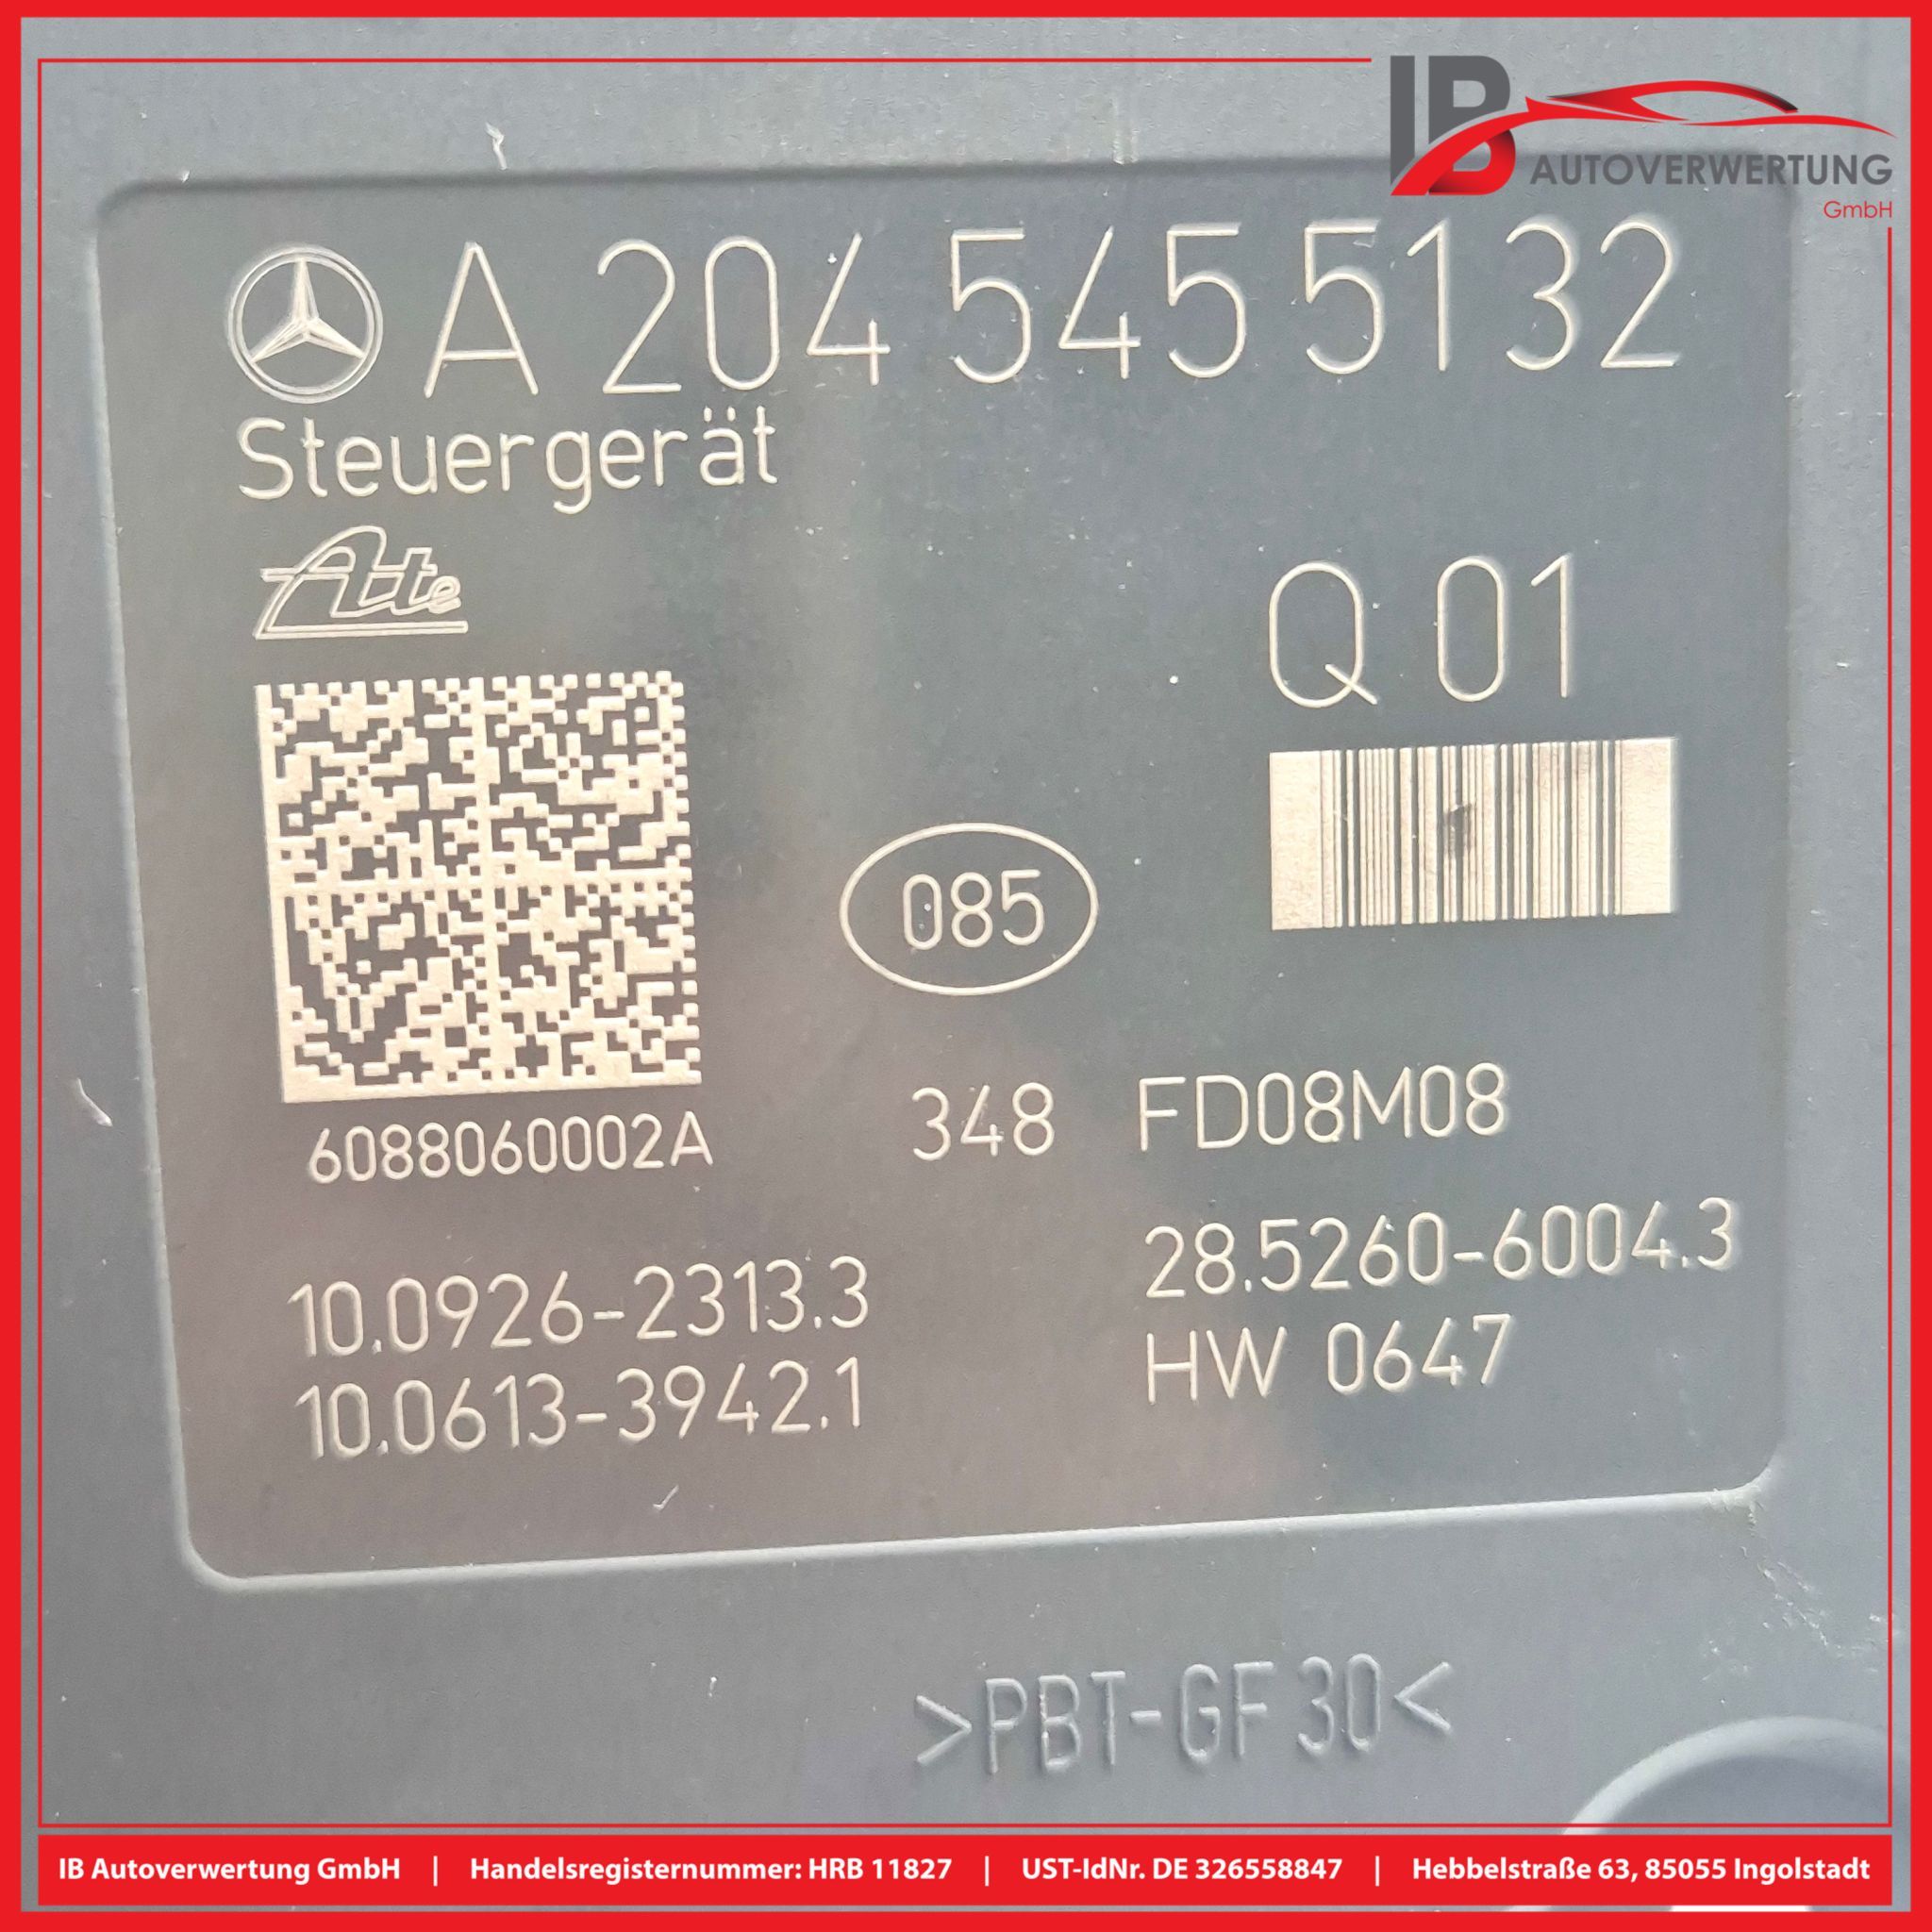 IB
AUTOVERWERTUNG
GmbH
A 204 545 5132
Steuergerät
Ate
Q 01
085
6088060002A
348 FD08M08
10.0926-2313.3
28.5260-6004.3
10.0613-3942.1
HW 0647
>PBT-GF30<
IB Autoverwertung GmbH | Handelsregisternummer: HRB 11827 | UST-IdNr. DE 326558847 | Hebbelstraße 63, 85055 Ingolstadt